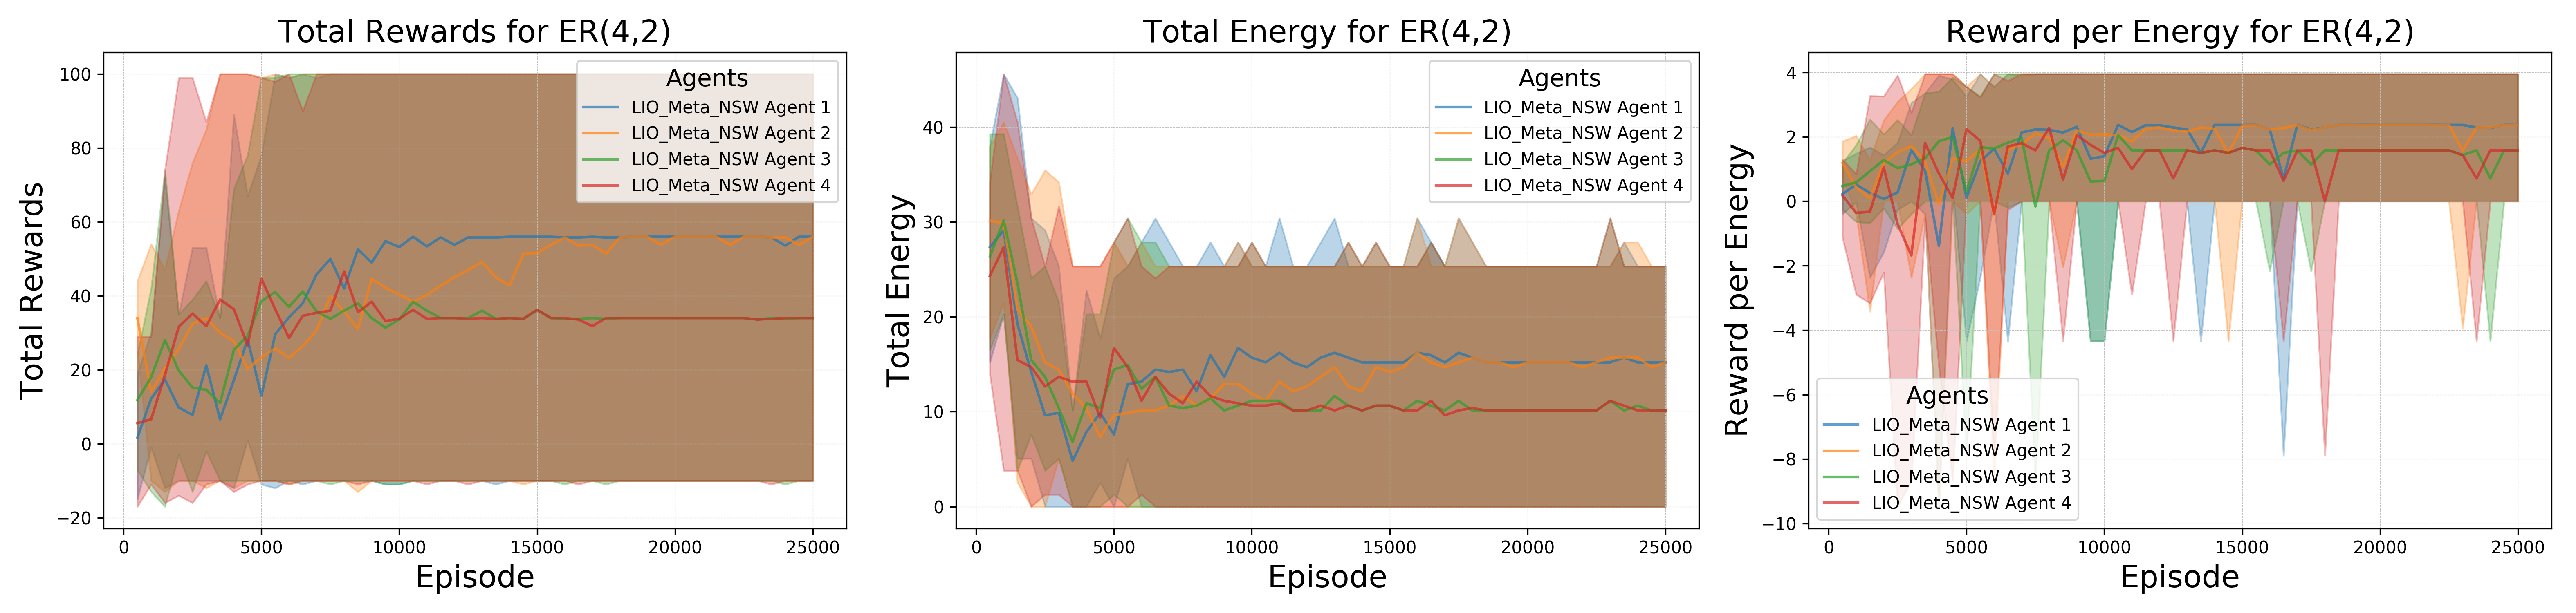 Total Rewards for ER(4,2)
Total Rewards
100
80
60
40
20
0
−20
0 5000 10000 15000 20000 25000
Episode
Agents
LIO_Meta_NSW Agent 1
LIO_Meta_NSW Agent 2
LIO_Meta_NSW Agent 3
LIO_Meta_NSW Agent 4
Total Energy for ER(4,2)
Total Energy
40
30
20
10
0
0 5000 10000 15000 20000 25000
Episode
Agents
LIO_Meta_NSW Agent 1
LIO_Meta_NSW Agent 2
LIO_Meta_NSW Agent 3
LIO_Meta_NSW Agent 4
Reward per Energy for ER(4,2)
Reward per Energy
4
2
0
−2
−4
−6
−8
−10
0 5000 10000 15000 20000 25000
Episode
Agents
LIO_Meta_NSW Agent 1
LIO_Meta_NSW Agent 2
LIO_Meta_NSW Agent 3
LIO_Meta_NSW Agent 4